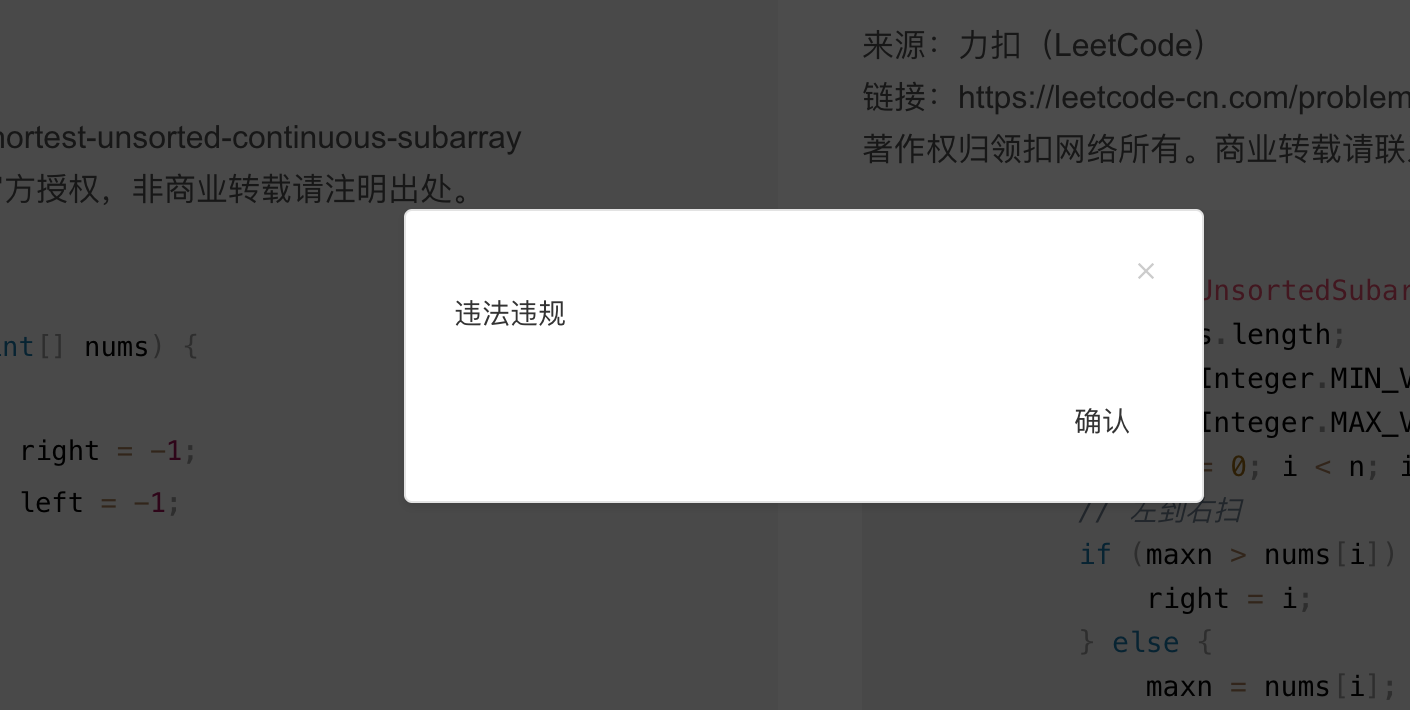 来源：力扣（LeetCode）
链接：https://leetcode-cn.com/problem
著作权归领扣网络所有。商业转载请联
hortest-unsorted-continuous-subarray
官方授权，非商业转载请注明出处。
int[] nums) {
right = -1;
left = -1;
×
违法违规
确认
UnsortedSubar
s.length;
Integer.MIN_V
Integer.MAX_V
= 0; i < n; i
// 左到右扫
if (maxn > nums[i])
right = i;
} else {
maxn = nums[i];